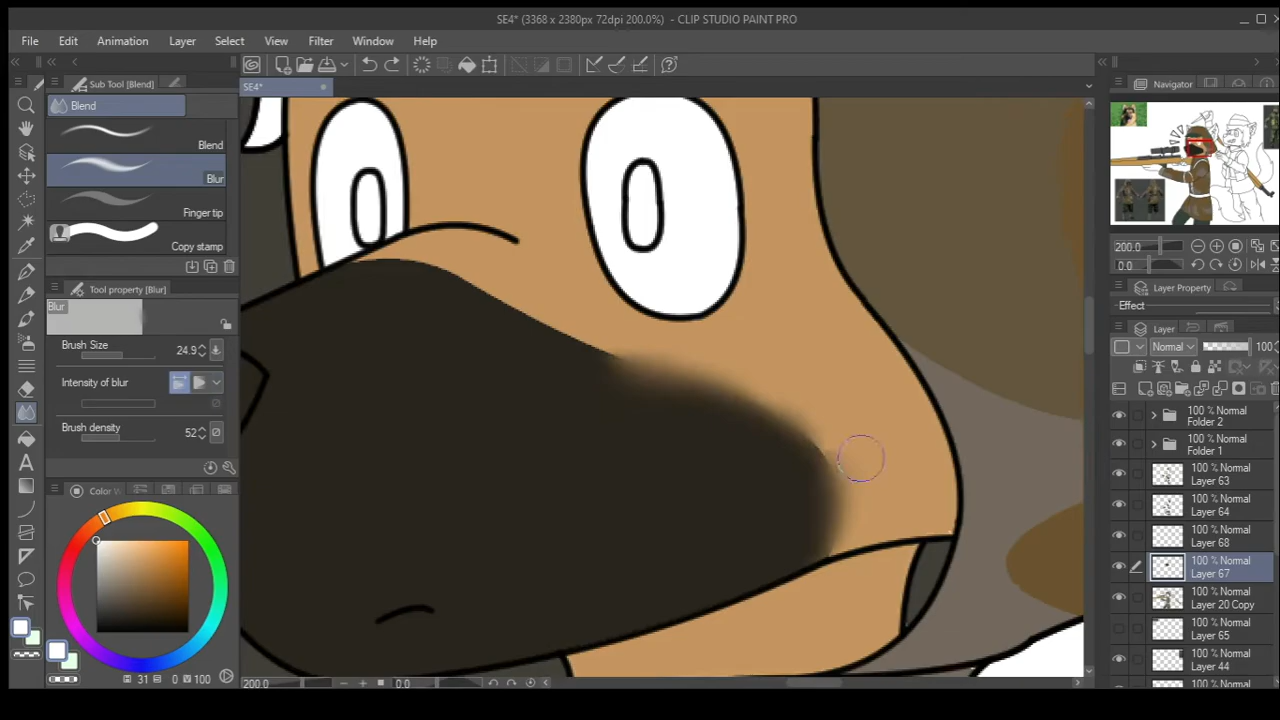 SE4* (3368 x 2380px 72dpi 200.0%) - CLIP STUDIO PAINT PRO
File Edit Animation Layer Select View Filter Window Help
Sub Tool [Blend]
SE4*
Navigator
Blend
Blend
Blur
Finger tip
Copy stamp
Tool property [Blur]
Blur
Brush Size
24.9
Intensity of blur
Brush density
52
200.0
0.0
Layer Property
Effect
Layer
Normal
100
100 % Normal
Folder 2
100 % Normal
Folder 1
100 % Normal
Layer 63
100 % Normal
Layer 64
100 % Normal
Layer 68
100 % Normal
Layer 67
100 % Normal
Layer 20 Copy
100 % Normal
Layer 65
100 % Normal
Layer 44
100 % Normal
Color
31 S 0 V 100
200.0
0.0